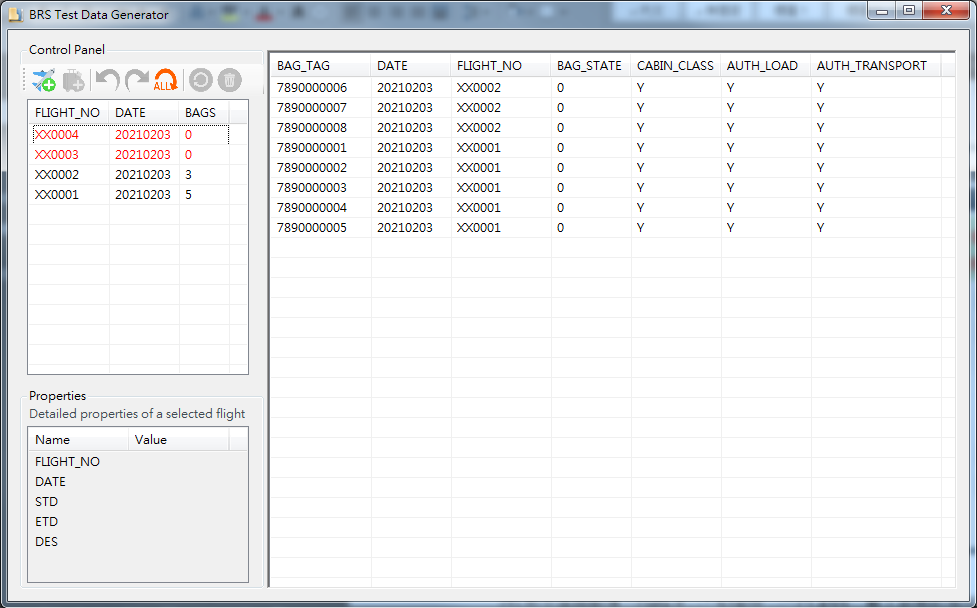 BRS Test Data Generator
Control Panel
ALL
FLIGHT_NO DATE BAGS
XX0004 20210203 0
XX0003 20210203 0
XX0002 20210203 3
XX0001 20210203 5
Properties
Detailed properties of a selected flight
Name Value
FLIGHT_NO
DATE
STD
ETD
DES
BAG_TAG DATE FLIGHT_NO BAG_STATE CABIN_CLASS AUTH_LOAD AUTH_TRANSPORT
7890000006 20210203 XX0002 0 Y Y Y
7890000007 20210203 XX0002 0 Y Y Y
7890000008 20210203 XX0002 0 Y Y Y
7890000001 20210203 XX0001 0 Y Y Y
7890000002 20210203 XX0001 0 Y Y Y
7890000003 20210203 XX0001 0 Y Y Y
7890000004 20210203 XX0001 0 Y Y Y
7890000005 20210203 XX0001 0 Y Y Y